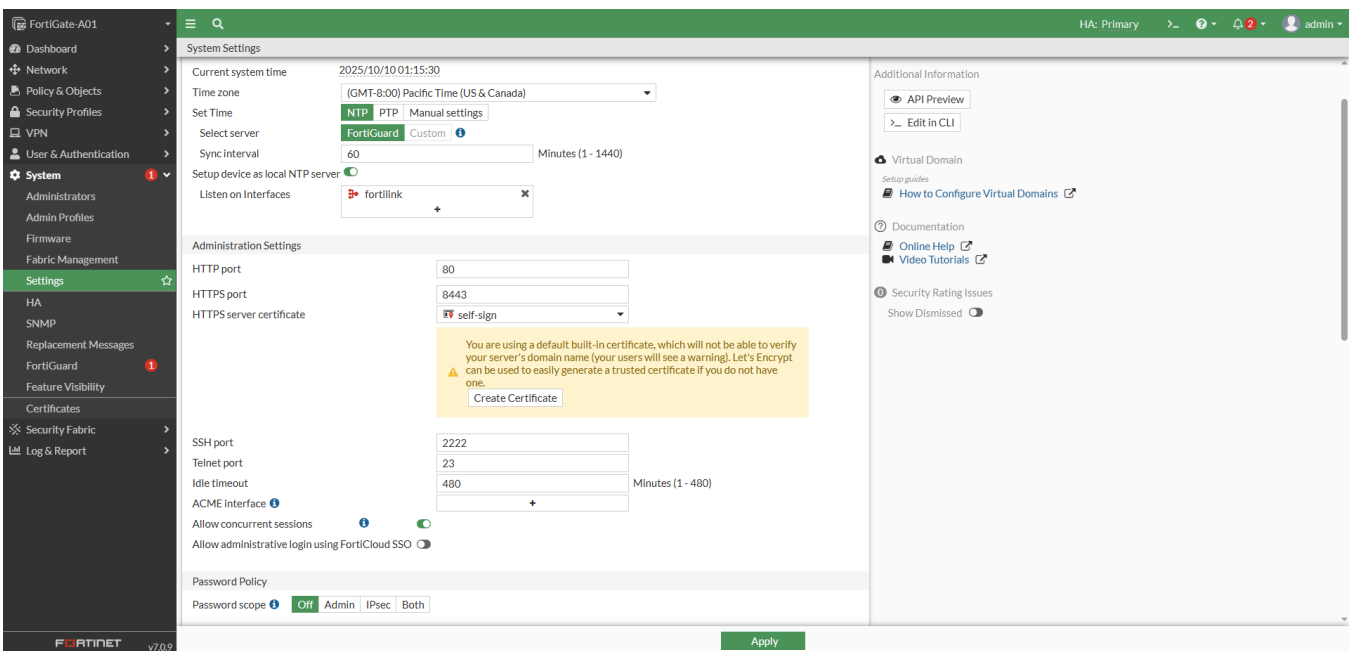 FortiGate-A01
HA: Primary
2
admin
Dashboard
Network
Policy & Objects
Security Profiles
VPN
User & Authentication
System 1
Administrators
Admin Profiles
Firmware
Fabric Management
Settings
HA
SNMP
Replacement Messages
FortiGuard 1
Feature Visibility
Certificates
Security Fabric
Log & Report
FORTINET v7.0.9
System Settings
Current system time 2025/10/10 01:15:30
Time zone (GMT-8:00) Pacific Time (US & Canada)
Set Time NTP PTP Manual settings
Select server FortiGuard Custom
Sync interval 60 Minutes (1 - 1440)
Setup device as local NTP server
Listen on Interfaces fortilink
+
Administration Settings
HTTP port 80
HTTPS port 8443
HTTPS server certificate self-sign
You are using a default built-in certificate, which will not be able to verify
your server's domain name (your users will see a warning). Let's Encrypt
can be used to easily generate a trusted certificate if you do not have
one.
Create Certificate
SSH port 2222
Telnet port 23
Idle timeout 480 Minutes (1 - 480)
ACME interface +
Allow concurrent sessions
Allow administrative login using FortiCloud SSO
Password Policy
Password scope Off Admin IPsec Both
Apply
Additional Information
API Preview
>_ Edit in CLI
Virtual Domain
Setup guides
How to Configure Virtual Domains
Documentation
Online Help
Video Tutorials
0 Security Rating Issues
Show Dismissed